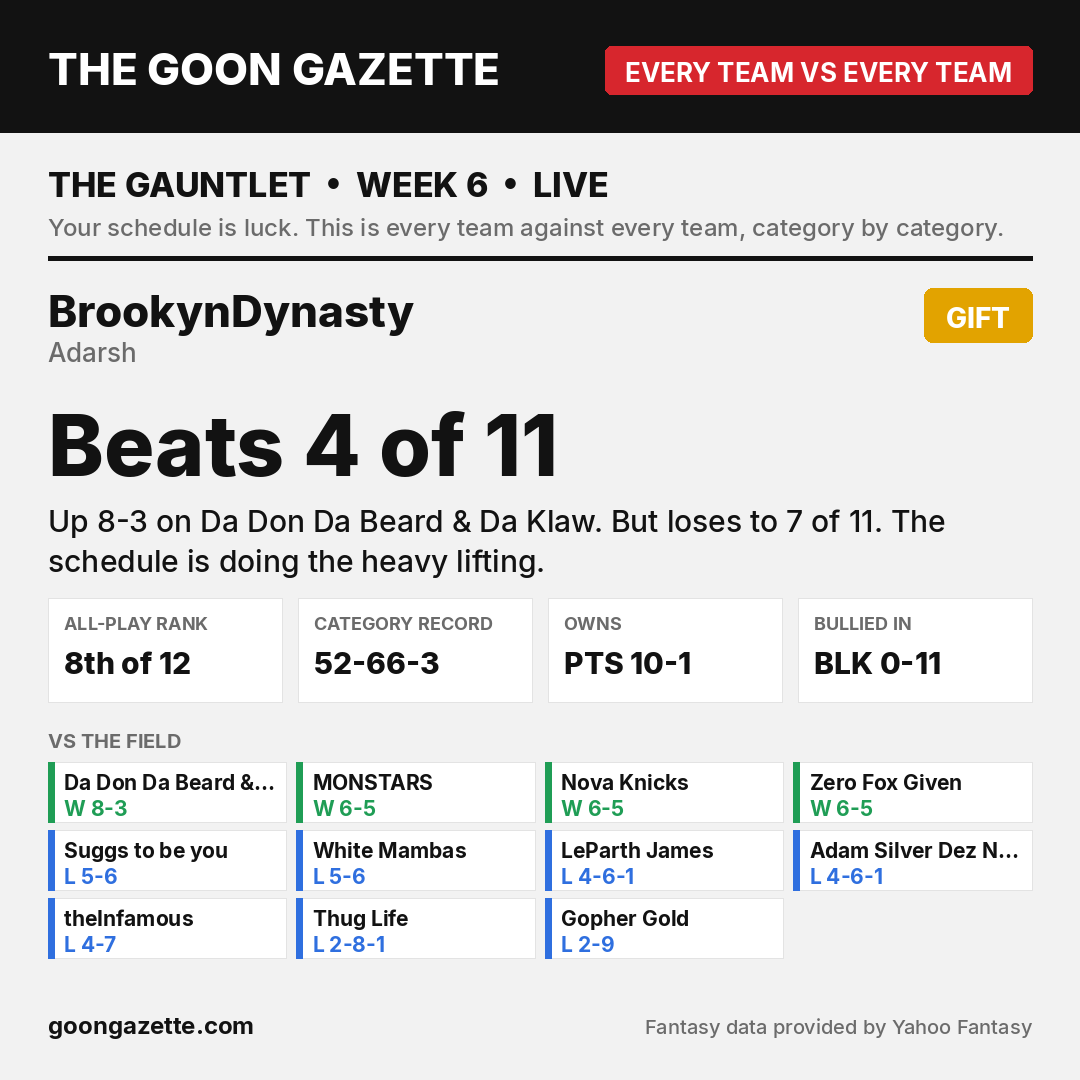 THE GOON GAZETTE
EVERY TEAM VS EVERY TEAM
THE GAUNTLET • WEEK 6 • LIVE
Your schedule is luck. This is every team against every team, category by category.
BrookynDynasty
GIFT
Adarsh
Beats 4 of 11
Up 8-3 on Da Don Da Beard & Da Klaw. But loses to 7 of 11. The
schedule is doing the heavy lifting.
ALL-PLAY RANK
8th of 12
CATEGORY RECORD
52-66-3
OWNS
PTS 10-1
BULLIED IN
BLK 0-11
VS THE FIELD
Da Don Da Beard &...
W 8-3
MONSTARS
W 6-5
Nova Knicks
W 6-5
Zero Fox Given
W 6-5
Suggs to be you
L 5-6
White Mambas
L 5-6
LeParth James
L 4-6-1
Adam Silver Dez N...
L 4-6-1
theInfamous
L 4-7
Thug Life
L 2-8-1
Gopher Gold
L 2-9
goongazette.com
Fantasy data provided by Yahoo Fantasy